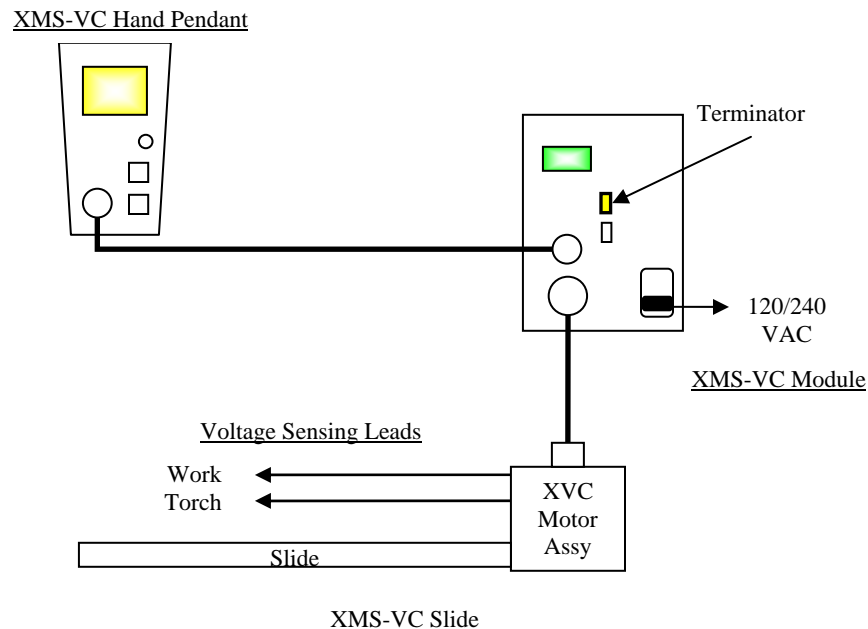 XMS-VC Hand Pendant
Terminator
120/240
VAC
XMS-VC Module
Voltage Sensing Leads
Work
Torch
XVC
Motor
Assy
Slide
XMS-VC Slide